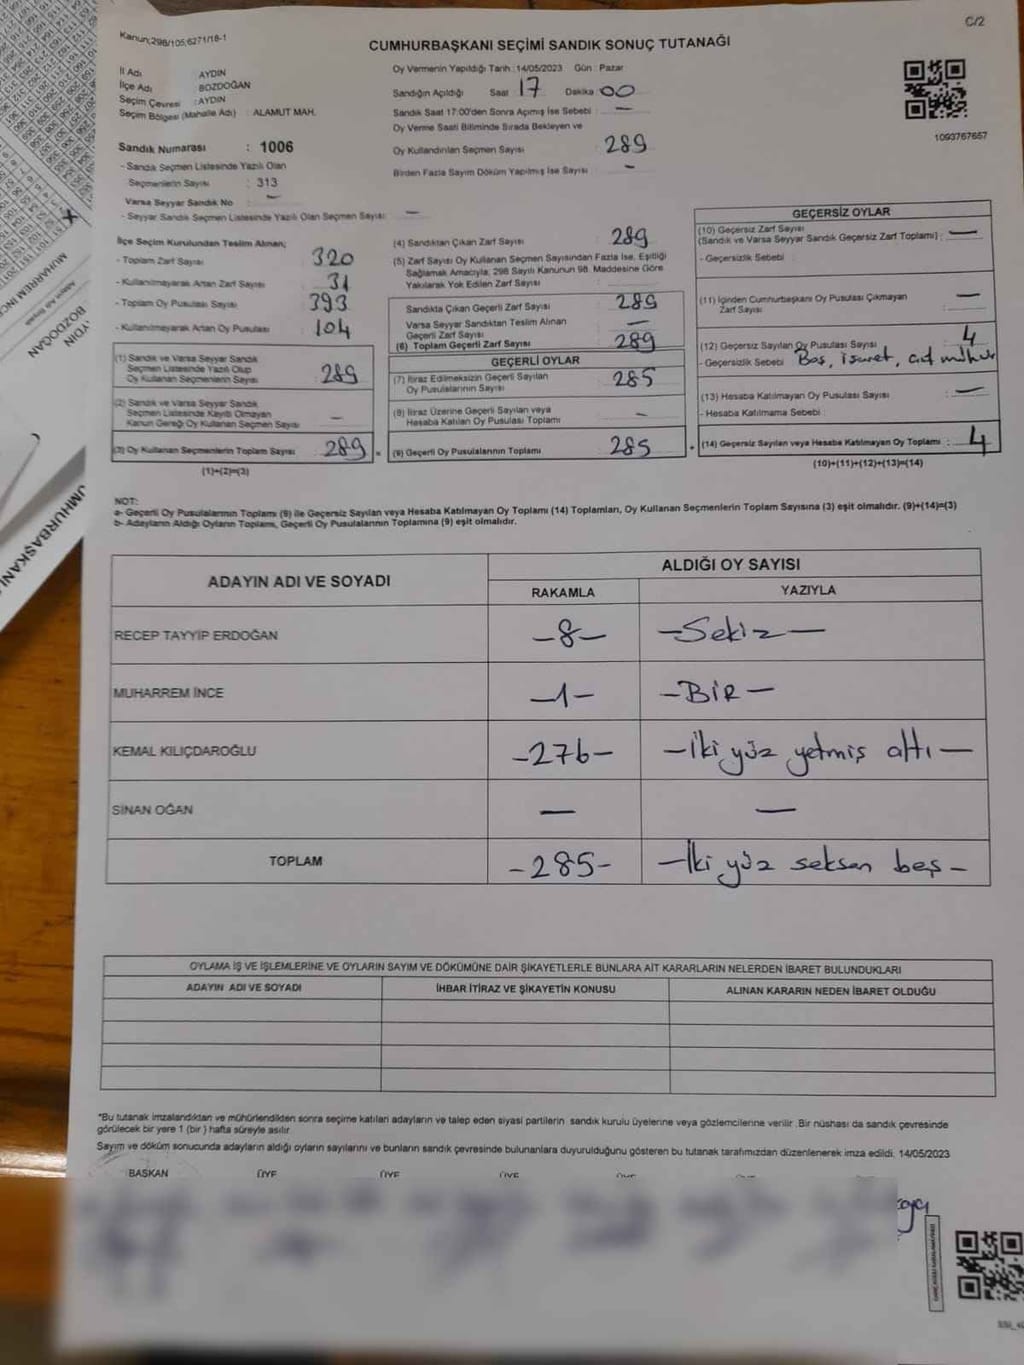 C/2
Kanun;298/105,6271/18-1
CUMHURBAŞKANI SEÇİMİ SANDIK SONUÇ TUTANAĞI
İl Adı AYDIN
İlçe Adı BOZDOĞAN
Seçim Çevresi : AYDIN
Seçim Bölgesi (Mahalle Adı) : ALAMUT MAH.
Sandık Numarası : 1006
- Sandık Seçmen Listesinde Yazılı Olan
Seçmenlerin Sayısı : 313
Varsa Seyyar Sandık No : —
- Seyyar Sandık Seçmen Listesinde Yazılı Olan Seçmen Sayısı : —
Oy Vermenin Yapıldığı Tarih :14/05/2023 Gün : Pazar
Sandığın Açıldığı Saat : 17 Dakika : 00
Sandık Saat 17:00'den Sonra Açımış İse Sebebi : —
Oy Verme Saati Bitiminde Sırada Bekleyen ve
Oy Kullandırılan Seçmen Sayısı : 289
Birden Fazla Sayım Döküm Yapılmış İse Sayısı : —
1093767657
İlçe Seçim Kurulundan Teslim Alınan;
- Toplam Zarf Sayısı : 320
- Kullanılmayarak Artan Zarf Sayısı : 31
- Toplam Oy Pusulası Sayısı : 393
- Kullanılmayarak Artan Oy Pusulası : 104
(1) Sandık ve Varsa Seyyar Sandık
Seçmen Listesinde Yazılı Olup
Oy Kullanan Seçmenlerin Sayısı : 289
(2) Sandık ve Varsa Seyyar Sandık
Seçmen Listesinde Kayıtlı Olmayan
Kanun Gereği Oy Kullanan Seçmen Sayısı : —
(3) Oy Kullanan Seçmenlerin Toplam Sayısı : 289 =
(1)+(2)=(3)
(4) Sandıktan Çıkan Zarf Sayısı : 289
(5) Zarf Sayısı Oy Kullanan Seçmen Sayısından Fazla İse, Eşitliği
Sağlamak Amacıyla; 298 Sayılı Kanunun 98. Maddesine Göre
Yakılarak Yok Edilen Zarf Sayısı :
Sandıkta Çıkan Geçerli Zarf Sayısı : 289
Varsa Seyyar Sandıktan Teslim Alınan
Geçerli Zarf Sayısı : —
(6) Toplam Geçerli Zarf Sayısı : 289
GEÇERLİ OYLAR
(7) İtiraz Edilmeksizin Geçerli Sayılan
Oy Pusulalarının Sayısı : 285
(8) İtiraz Üzerine Geçerli Sayılan veya
Hesaba Katılan Oy Pusulası Toplamı : —
(9) Geçerli Oy Pusulalarının Toplamı : 285 +
GEÇERSİZ OYLAR
(10) Geçersiz Zarf Sayısı
(Sandık ve Varsa Seyyar Sandık Geçersiz Zarf Toplamı) : —
- Geçersizlik Sebebi :
(11) İçinden Cumhurbaşkanı Oy Pusulası Çıkmayan
Zarf Sayısı : —
(12) Geçersiz Sayılan Oy Pusulası Sayısı : 4
- Geçersizlik Sebebi : Boş, işaret, mühür
(13) Hesaba Katılmayan Oy Pusulası Sayısı : —
- Hesaba Katılmama Sebebi :
(14) Geçersiz Sayılan veya Hesaba Katılmayan Oy Toplamı : 4
(10)+(11)+(12)+(13)=(14)
NOT:
a- Geçerli Oy Pusulalarının Toplamı (9) ile Geçersiz Sayılan veya Hesaba Katılmayan Oy Toplamı (14) Toplamları, Oy Kullanan Seçmenlerin Toplam Sayısına (3) eşit olmalıdır. (9)+(14)=(3)
b- Adayların Aldığı Oyların Toplamı, Geçerli Oy Pusulalarının Toplamına (9) eşit olmalıdır.
ADAYIN ADI VE SOYADI ALDIĞI OY SAYISI
RAKAMLA YAZIYLA
RECEP TAYYİP ERDOĞAN -8- -Sekiz-
MUHARREM İNCE -1- -BİR-
KEMAL KILIÇDAROĞLU -276- -İki yüz yetmiş altı-
SİNAN OĞAN — —
TOPLAM -285- -İki yüz seksen beş-
OYLAMA İŞ VE İŞLEMLERİNE VE OYLARIN SAYIM VE DÖKÜMÜNE DAİR ŞİKAYETLERLE BUNLARA AİT KARARLARIN NELERDEN İBARET BULUNDUKLARI
ADAYIN ADI VE SOYADI İHBAR İTİRAZ VE ŞİKAYETİN KONUSU ALINAN KARARIN NEDEN İBARET OLDUĞU
*Bu tutanak imzalandıktan ve mühürlendikten sonra seçime katılan adayların ve talep eden siyasi partilerin sandık kurulu üyelerine veya gözlemcilerine verilir. Bir nüshası da sandık çevresinde
görülecek bir yere 1 (bir ) hafta süreyle asılır.
Sayım ve döküm sonucunda adayların aldığı oyların sayılarını ve bunların sandık çevresinde bulunanlara duyurulduğunu gösteren bu tutanak tarafımızdan düzenlenerek imza edildi. 14/05/2023
BAŞKAN ÜYE ÜYE ÜYE ÜYE ÜYE
MUHARREM İNCE
BOZDOĞAN